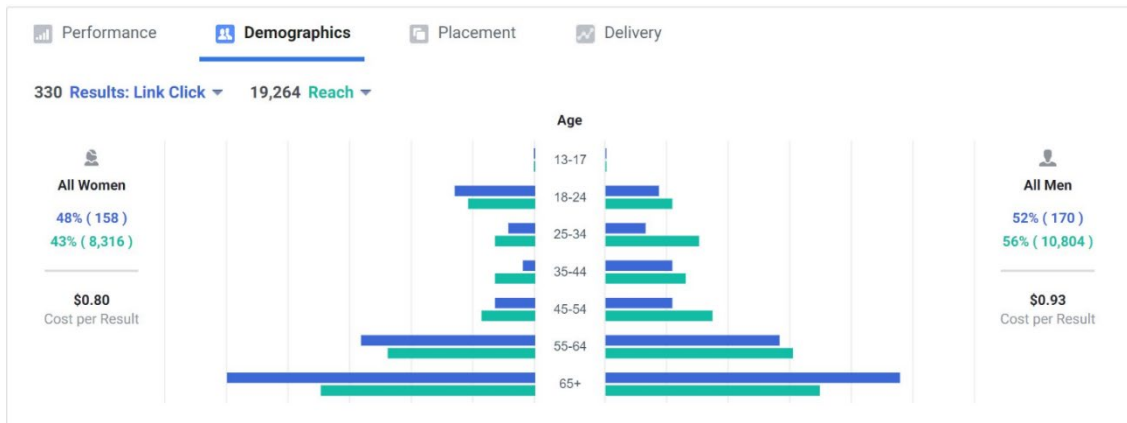 Performance Demographics Placement Delivery
330 Results: Link Click 19,264 Reach
Age
All Women
48% ( 158 )
43% ( 8,316 )
$0.80
Cost per Result
13-17
18-24
25-34
35-44
45-54
55-64
65+
All Men
52% ( 170 )
56% ( 10,804 )
$0.93
Cost per Result